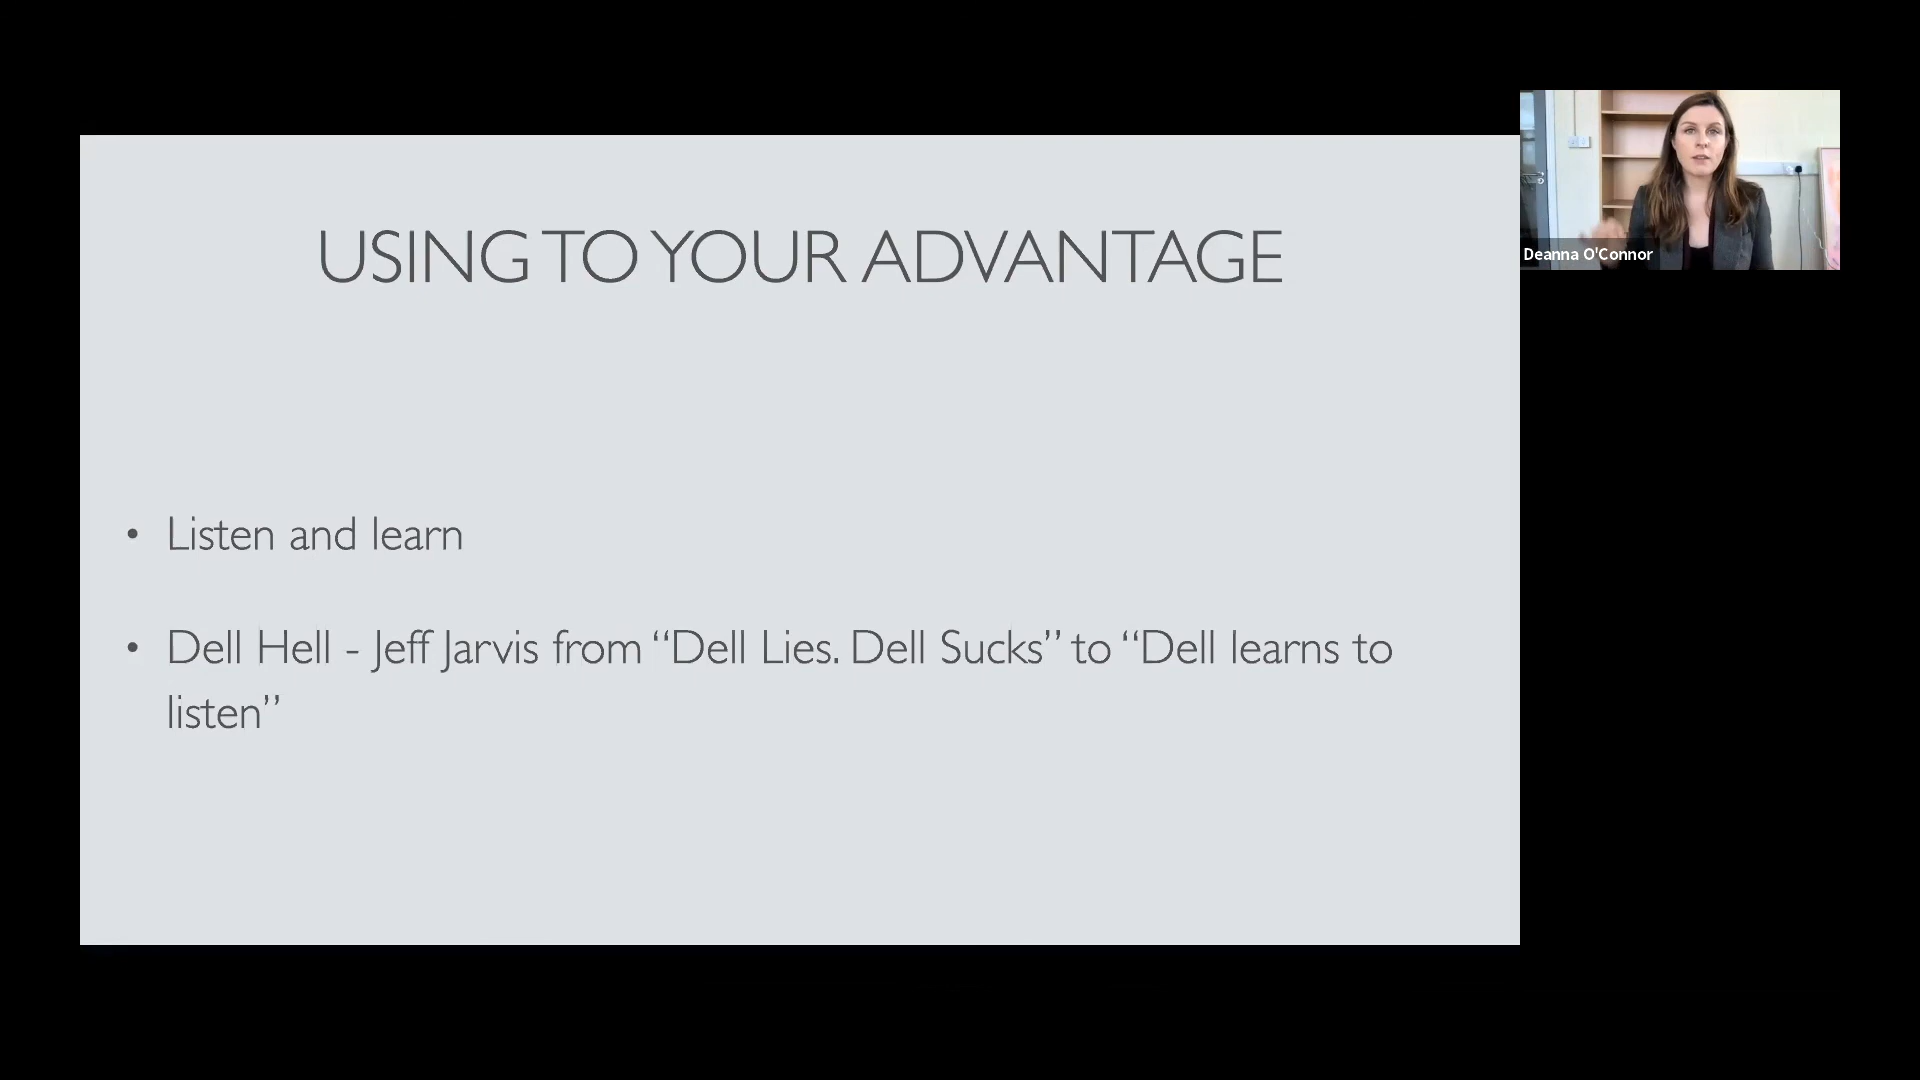 USING TO YOUR ADVANTAGE
• Listen and learn
• Dell Hell - Jeff Jarvis from “Dell Lies. Dell Sucks” to “Dell learns to
listen”
Deanna O'Connor